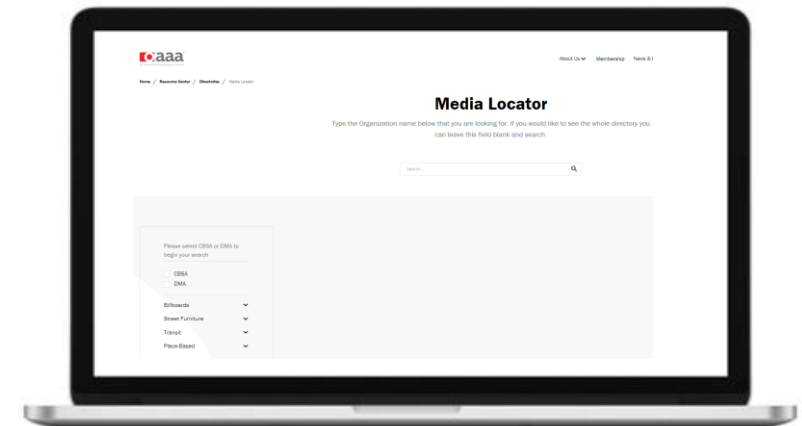 oaaa
About Us Membership News & I
Home / Resource Center / Directories / Media Locator
Media Locator
Type the Organization name below that you are looking for. If you would like to see the whole directory you
can leave this field blank and search.
Search...
Please select CBSA or DMA to
begin your search
CBSA
DMA
Billboards
Street Furniture
Transit
Place-Based